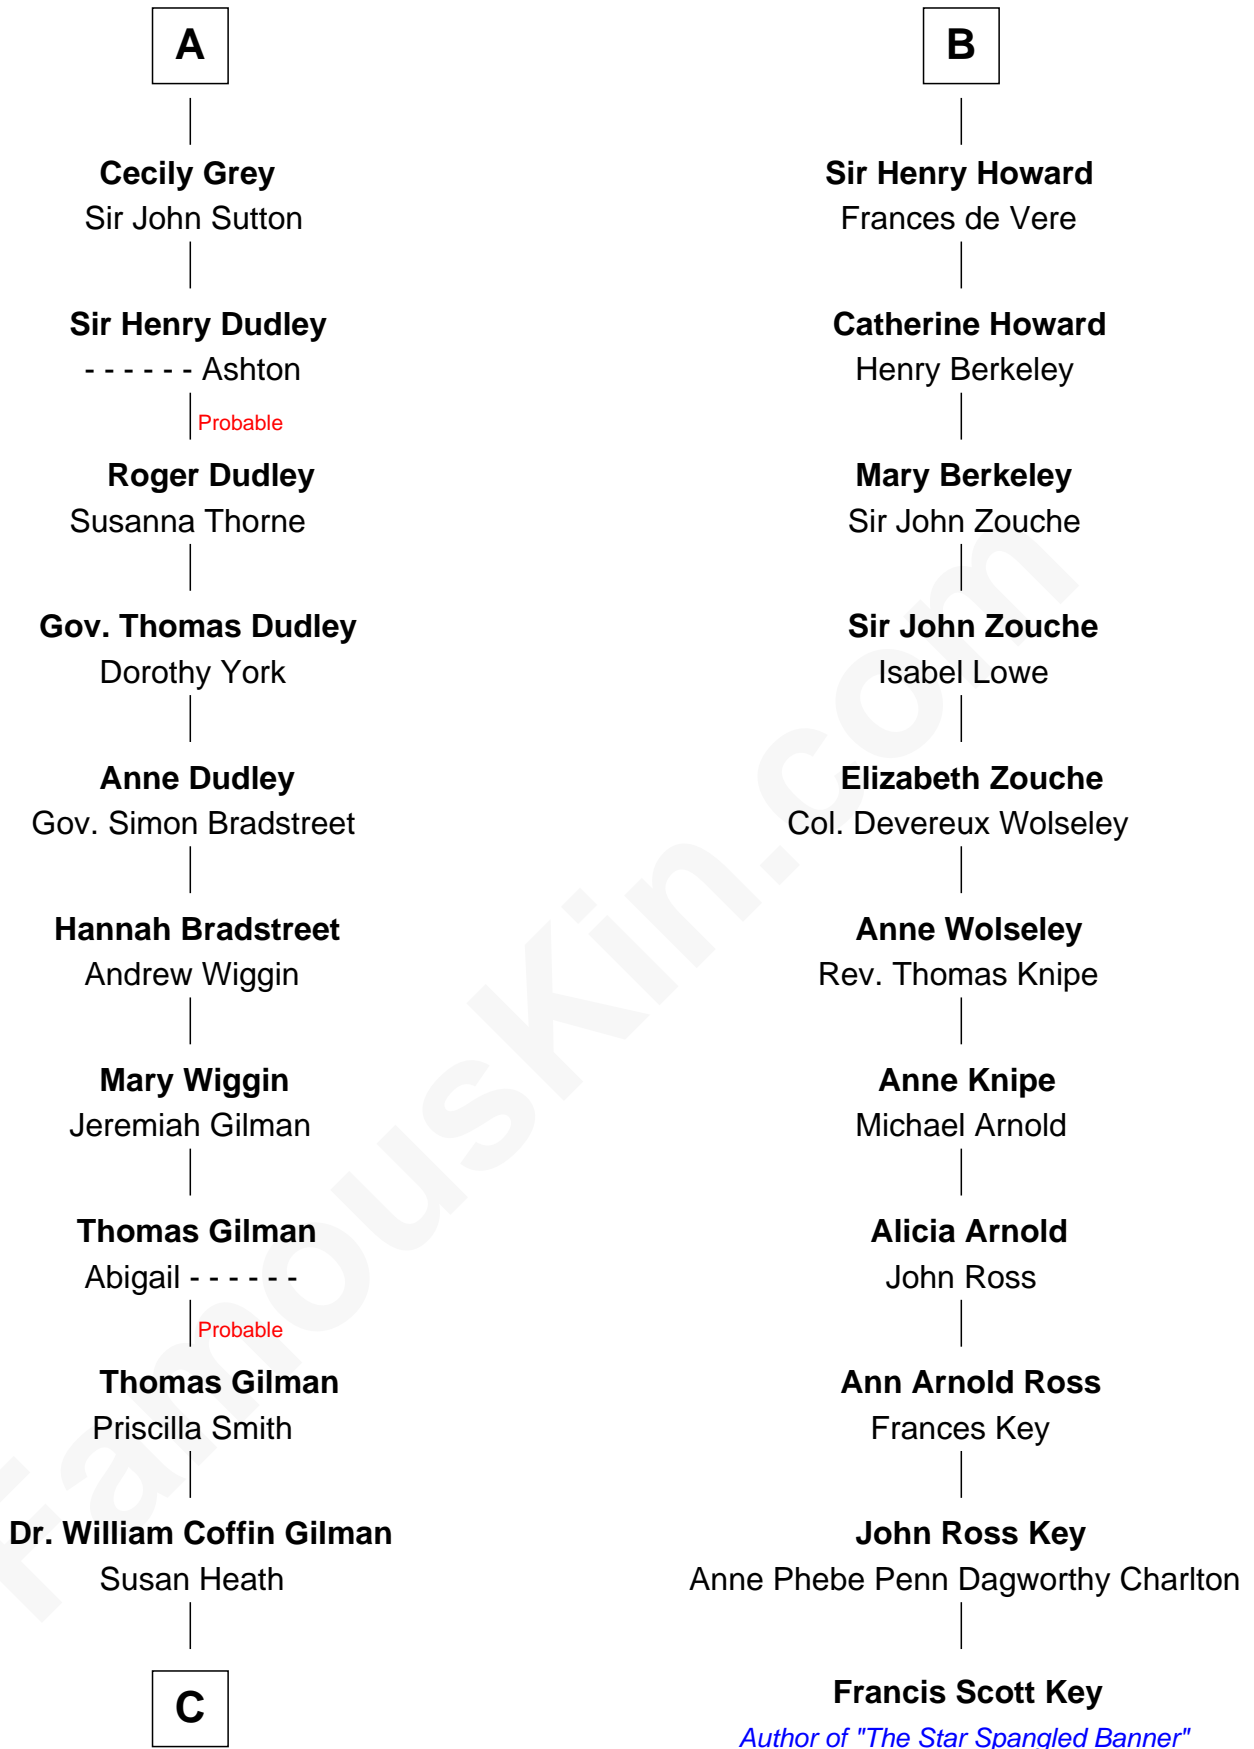 A
Cecily Grey
Sir John Sutton
Sir Henry Dudley
- - - - - - Ashton
Probable
Roger Dudley
Susanna Thorne
Gov. Thomas Dudley
Dorothy York
Anne Dudley
Gov. Simon Bradstreet
Hannah Bradstreet
Andrew Wiggin
Mary Wiggin
Jeremiah Gilman
Thomas Gilman
Abigail - - - - - -
Probable
Thomas Gilman
Priscilla Smith
Dr. William Coffin Gilman
Susan Heath
C
B
Sir Henry Howard
Frances de Vere
Catherine Howard
Henry Berkeley
Mary Berkeley
Sir John Zouche
Sir John Zouche
Isabel Lowe
Elizabeth Zouche
Col. Devereux Wolseley
Anne Wolseley
Rev. Thomas Knipe
Anne Knipe
Michael Arnold
Alicia Arnold
John Ross
Ann Arnold Ross
Frances Key
John Ross Key
Anne Phebe Penn Dagworthy Charlton
Francis Scott Key
Author of "The Star Spangled Banner"
FamousKin.com